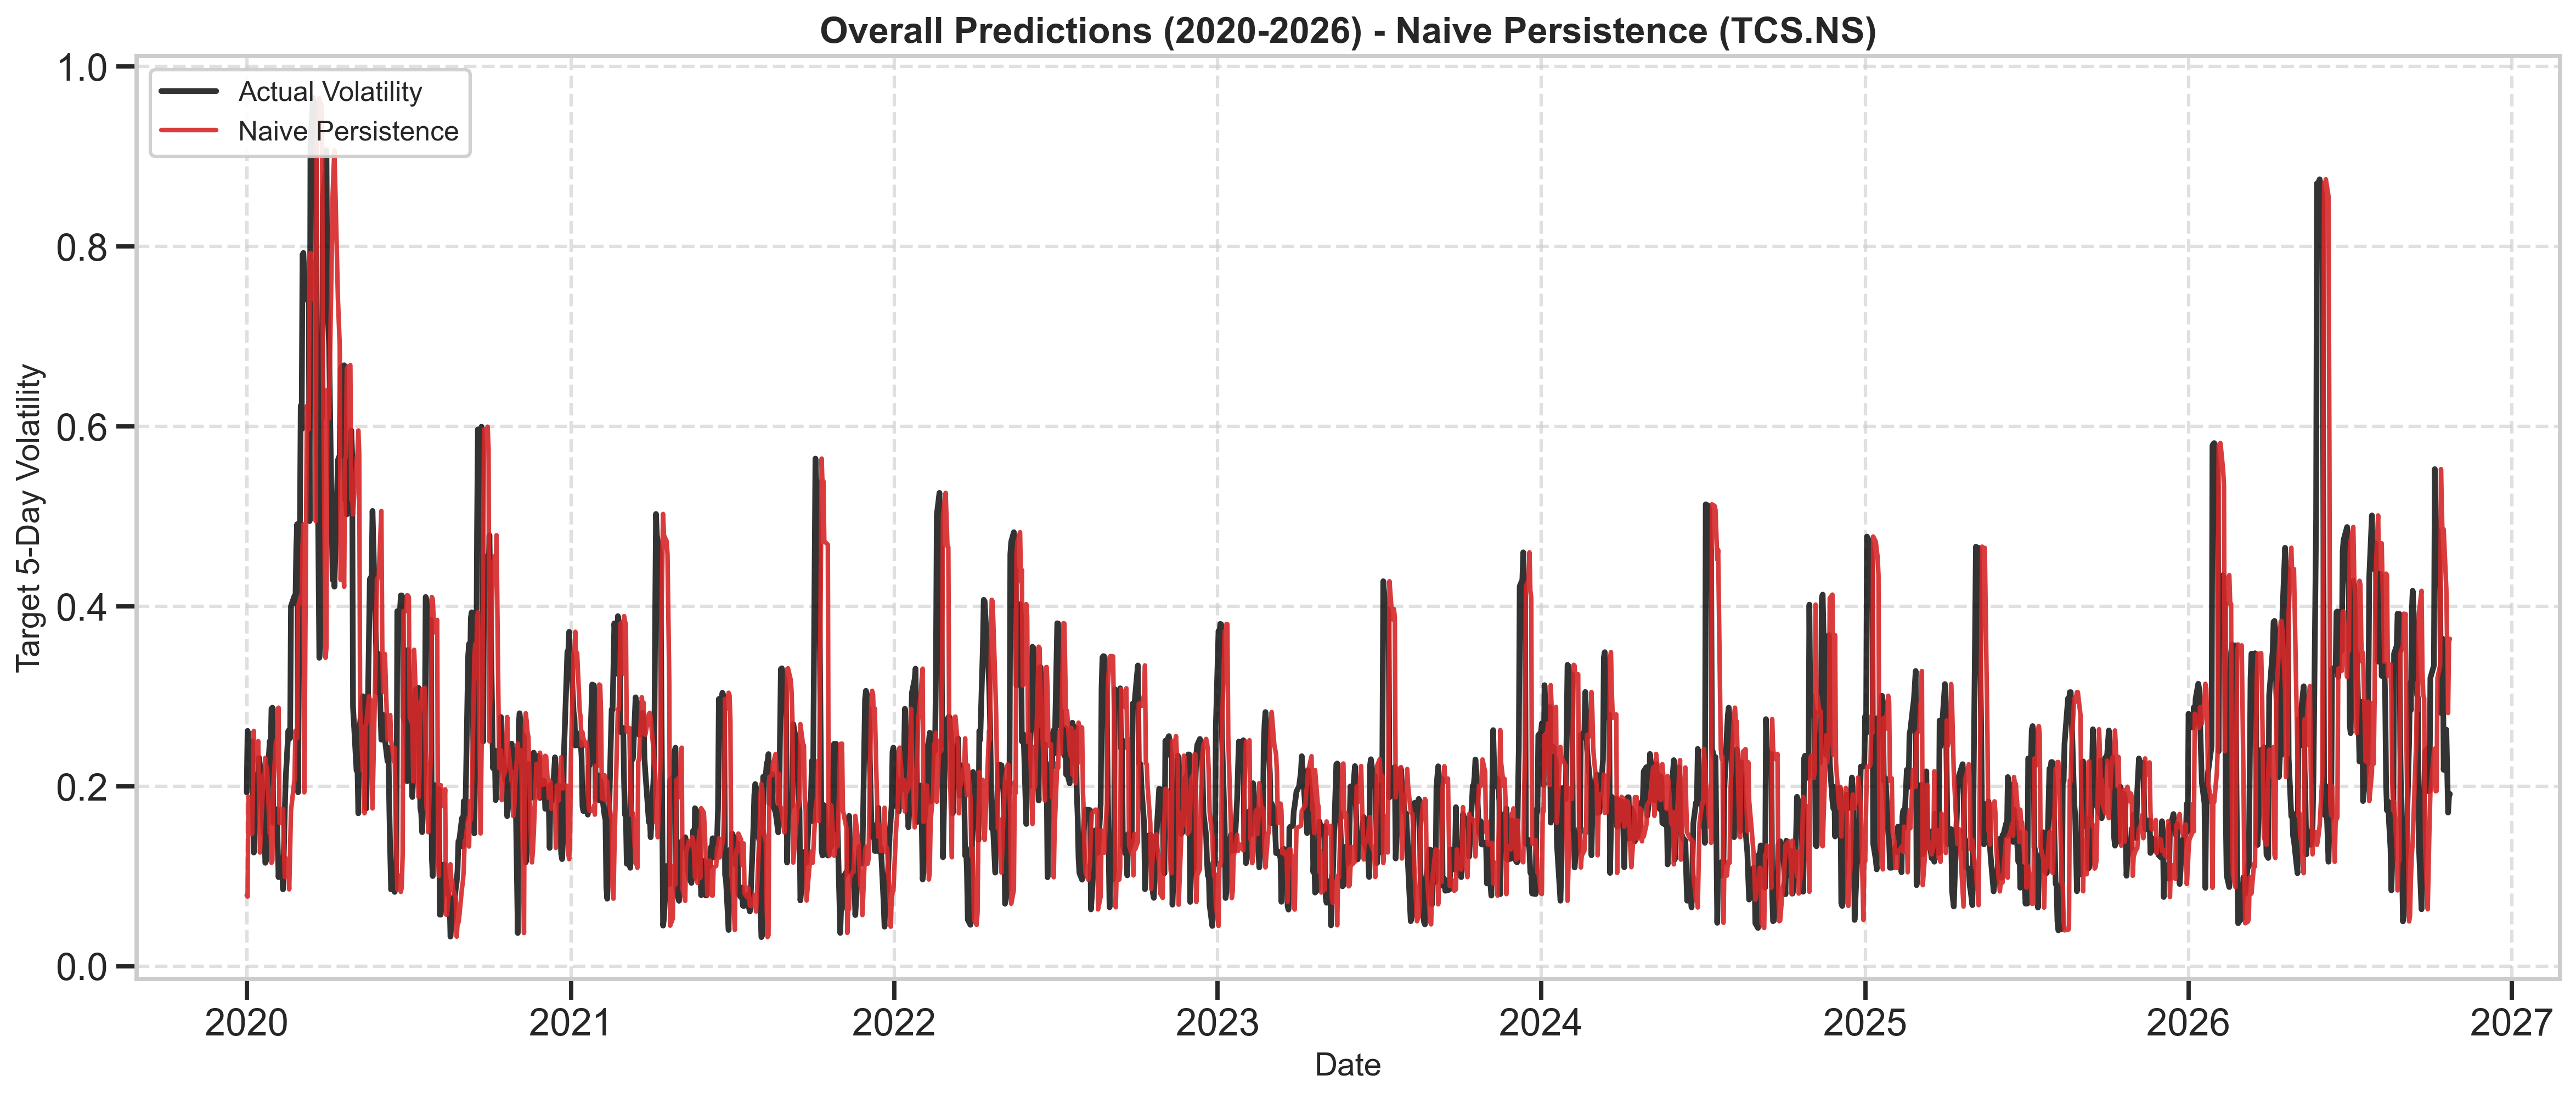 Overall Predictions (2020-2026) - Naive Persistence (TCS.NS)
Actual Volatility
Naive Persistence
Target 5-Day Volatility
1.0
0.8
0.6
0.4
0.2
0.0
2020 2021 2022 2023 2024 2025 2026 2027
Date